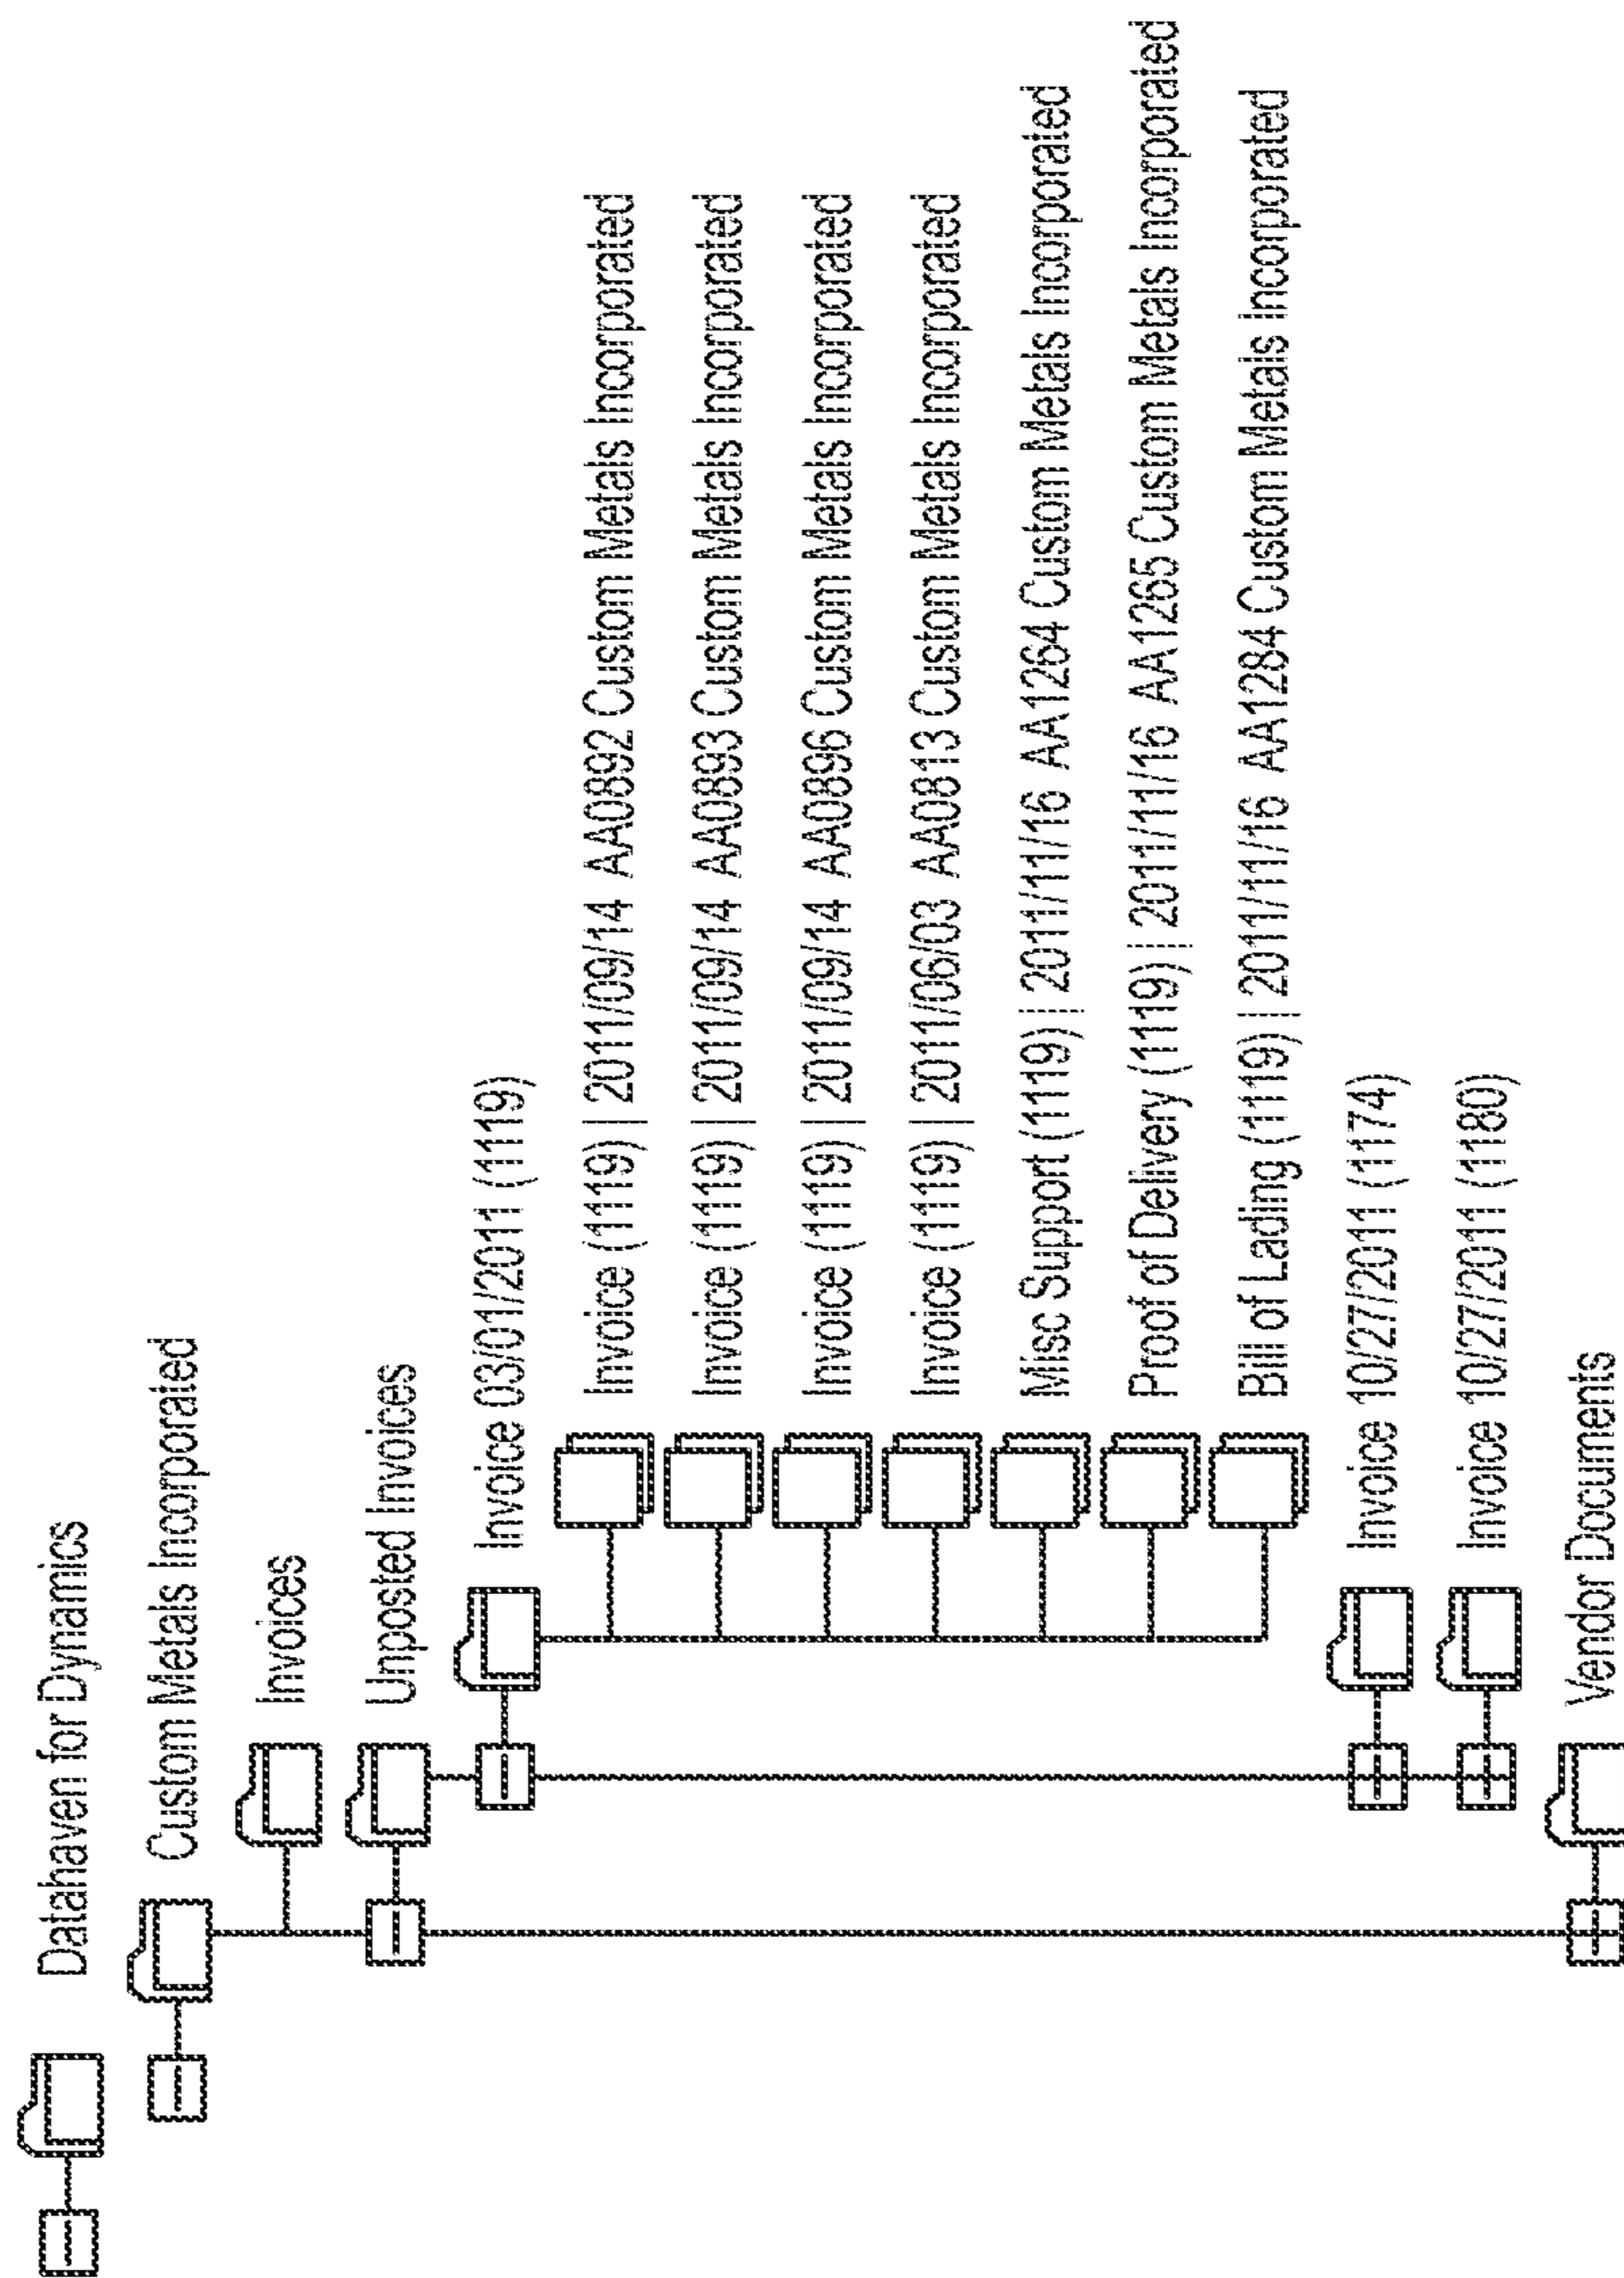 Datahaven for Dynamics
Custom Metals Incorporated
Invoices
Unposted Invoices
Invoice 03/01/2011 (1119)
Invoice (1119) | 2011/09/14 AA0892 Custom Metals Incorporated
Invoice (1119) | 2011/09/14 AA0893 Custom Metals Incorporated
Invoice (1119) | 2011/09/14 AA0896 Custom Metals Incorporated
Invoice (1119) | 2011/06/03 AA0813 Custom Metals Incorporated
Misc Support (1119) | 2011/11/16 AA1264 Custom Metals Incorporated
Proof of Delivery (1119) | 2011/11/16 AA1265 Custom Metals Incorporated
Bill of Lading (1119) | 2011/11/16 AA1284 Custom Metals Incorporated
Invoice 10/27/2011 (1174)
Invoice 10/27/2011 (1180)
Vendor Documents